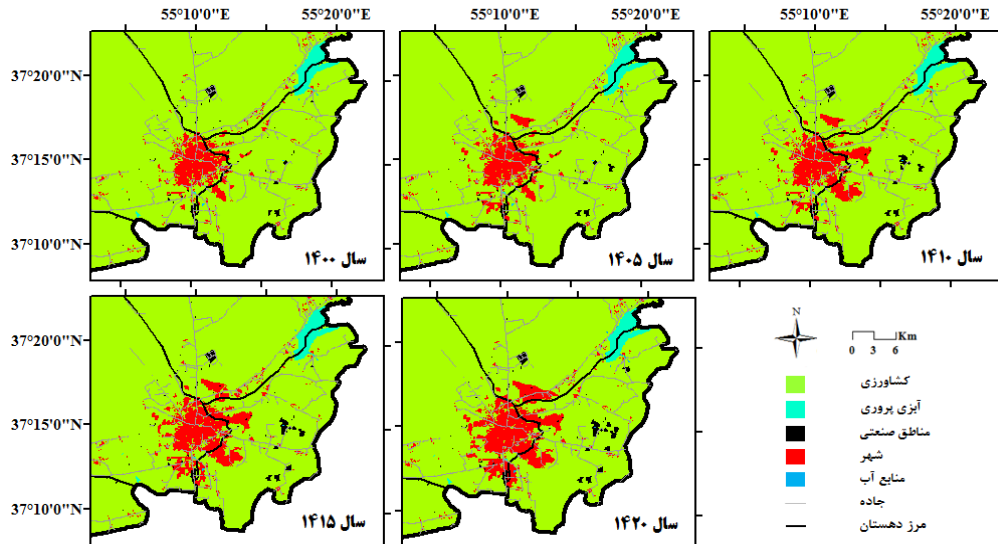 55°10'0"E 55°20'0"E 55°10'0"E 55°20'0"E 55°10'0"E 55°20'0"E
37°20'0"N
37°15'0"N
37°10'0"N
سال ۱۴۰۰
سال ۱۴۰۵
سال ۱۴۱۰
37°20'0"N
37°15'0"N
37°10'0"N
سال ۱۴۱۵
سال ۱۴۲۰
N
Km
0 3 6
کشاورزی
آبزی پروری
مناطق صنعتی
شهر
منابع آب
جاده
مرز دهستان